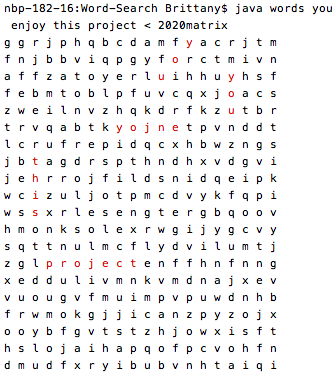 nbp-182-16:Word-Search Brittany$ java words you
enjoy this project < 2020matrix
g g r j p h q b c d a m f y a c r j t m
f n j b b v i q p g y f o r c t m i v n
a f f z a t o y e r l u i h h u y h s f
f e b m t o b l p f u v c q x j o a c s
z w e i l n v z h q k d r f k z u t b r
t r v q a b t k y o j n e t p v n d d t
l c r u f r e p i d q c x h b w z n g s
j b t a g d r s p t h n d h x v d g v i
j e h r r o j f i l d s n i d q e i p k
w c i z u l j o t p m c d v y k f q p i
w s s x r l e s e n g t e r g b q o o v
h m o n k s o l e x r w g i j y g c v y
s q t t n u l m c f l y d v i l u m t j
z g l p r o j e c t e n f f h n f n n g
x e d d u l i v m n k v m d n a j x e v
v u o u g v f m u i m p v p u w d n h b
f r w m o k g j j i c a n z p y z o j x
o o y b f g v t s t z h j o w x i s f t
h s l o j a i h a p q o f p c v o h f n
d m u d f x r y i b u b v n h t a i q i